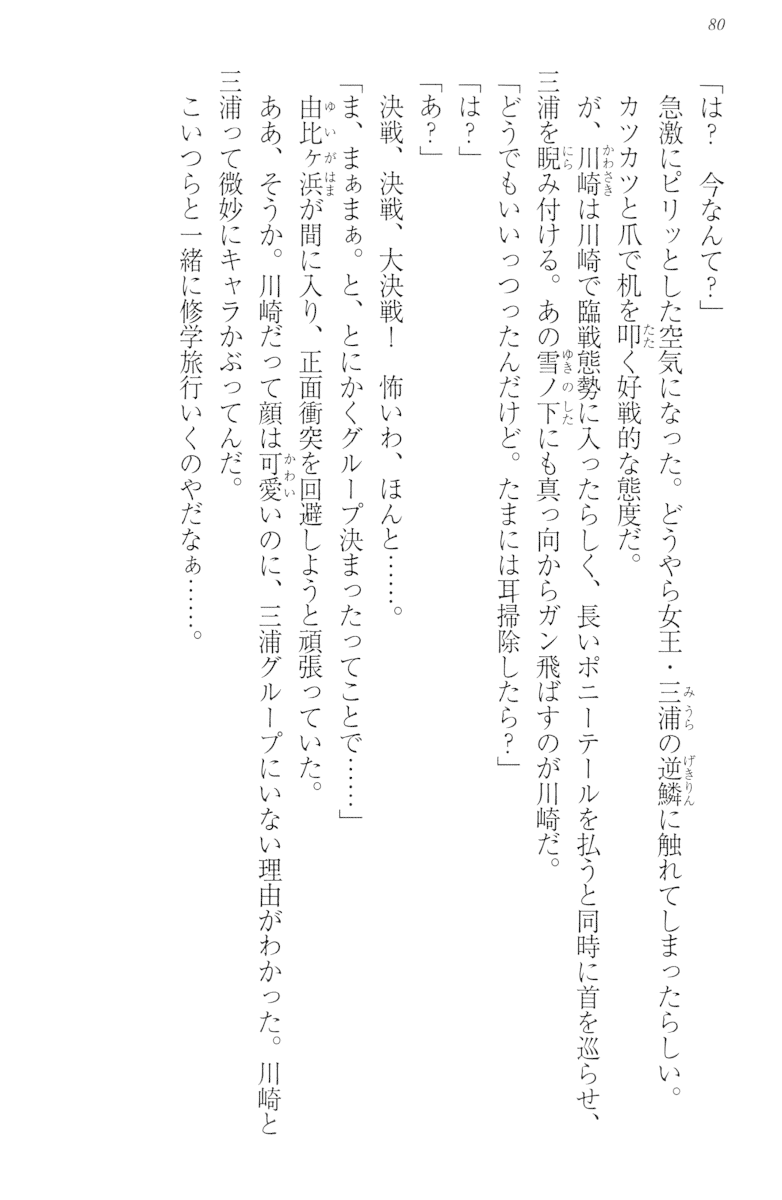 80
「は？　今なんて？」
　急激にピリッとした空気になった。どうやら女王・三浦の逆鱗に触れてしまったらしい。
カツカツと爪で机を叩く好戦的な態度だ。
　が、川崎は川崎で臨戦態勢に入ったらしく、長いポニーテールを払うと同時に首を巡らせ、
三浦を睨み付ける。あの雪ノ下にも真っ向からガン飛ばすのが川崎だ。
「どうでもいいっつったんだけど。たまには耳掃除したら？」
「は？」
「あ？」
　決戦、決戦、大決戦！　怖いわ、ほんと……。
「ま、まぁまぁ。と、とにかくグループ決まったってことで……」
　由比ヶ浜が間に入り、正面衝突を回避しようと頑張っていた。
　ああ、そうか。川崎だって顔は可愛いのに、三浦グループにいない理由がわかった。川崎と
三浦って微妙にキャラかぶってんだ。
　こいつらと一緒に修学旅行いくのやだなぁ……。